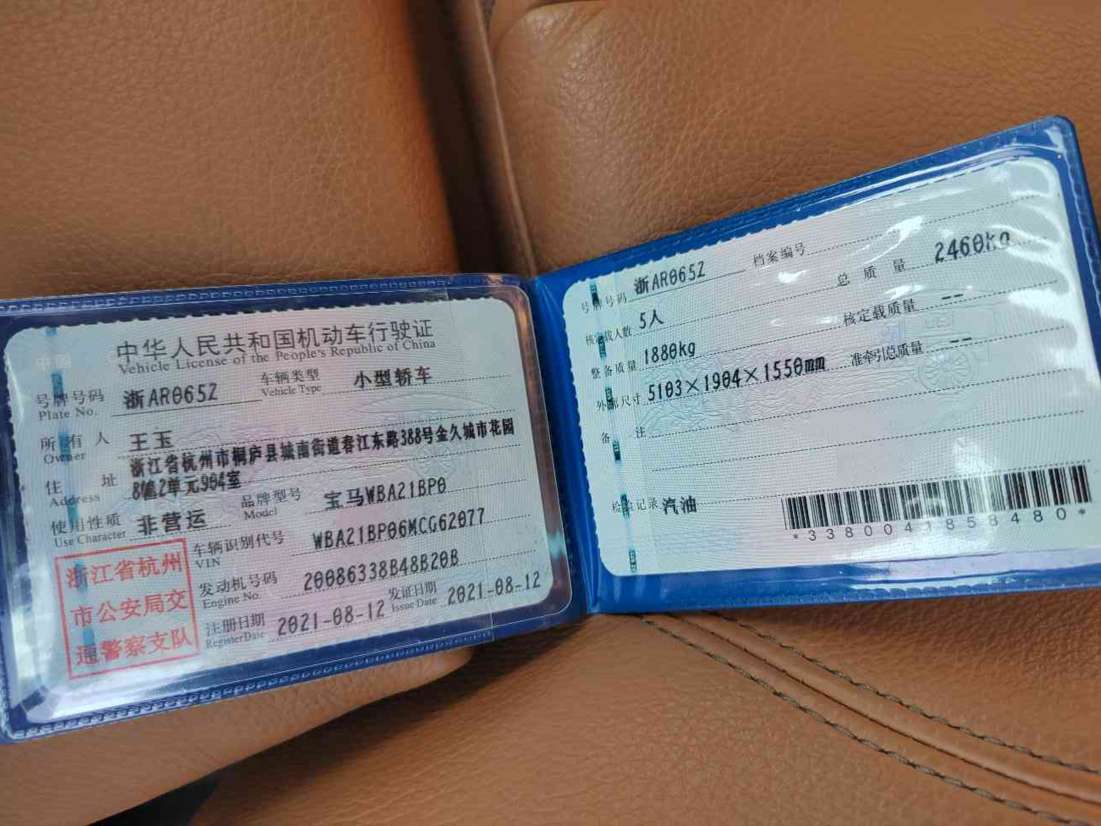 中华人民共和国机动车行驶证
Vehicle License of the People's Republic of China
号牌号码 浙AR065Z 车辆类型 小型轿车
Plate No. Vehicle Type
所有人 王玉
Owner
住址 浙江省杭州市桐庐县城南街道春江东路388号金久城市花园
Address 8幢2单元904室
使用性质 非营运 品牌型号 宝马WBA21BP0
Use Character Model
车辆识别代号 WBA21BP06MCG62077
VIN
发动机号码 20086338B48B20B
Engine No.
注册日期 2021-08-12 发证日期 2021-08-12
Register Date Issue Date
浙江省杭州
市公安局交
通警察支队
号牌号码 浙AR065Z 档案编号
核定载人数 5人 总质量 2460kg
整备质量 1880kg 核定载质量 --
外部尺寸 5103×1904×1550mm 准牵引总质量 --
备注
检验记录 汽油
*3380043858480*